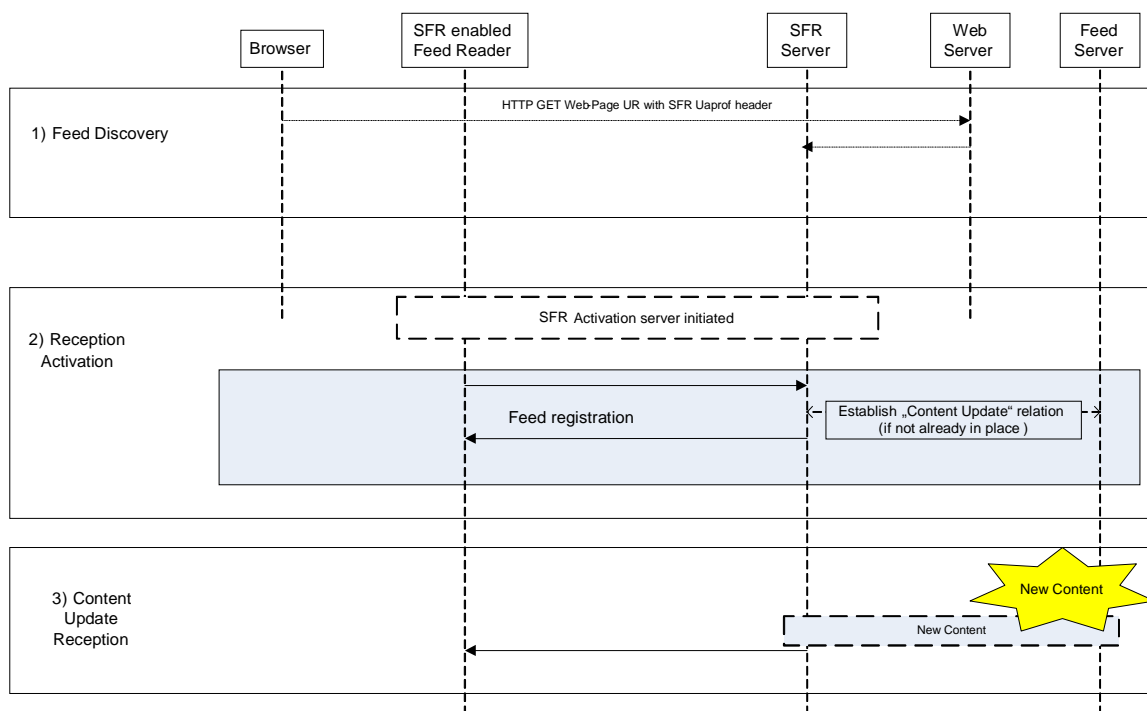 Browser
SFR enabled
Feed Reader
SFR
Server
Web
Server
Feed
Server
HTTP GET Web-Page UR with SFR Uaprof header
1) Feed Discovery
SFR Activation server initiated
2) Reception
Activation
Feed registration
Establish „Content Update“ relation
(if not already in place )
New Content
3) Content
Update
Reception
New Content